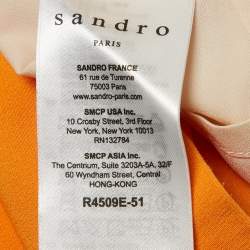 sandro
PARIS
SANDRO FRANCE
61 rue de Turenne
75003 Paris
www.sandro-paris.com
SMCP USA Inc.
10 Crosby Street, 3rd Floor
New York, New York 10013
RN132784
SMCP ASIA Inc.
The Centrium, Suite 3203A-5A, 32/F
60 Wyndham Street, Central
HONG-KONG
R4509E-51